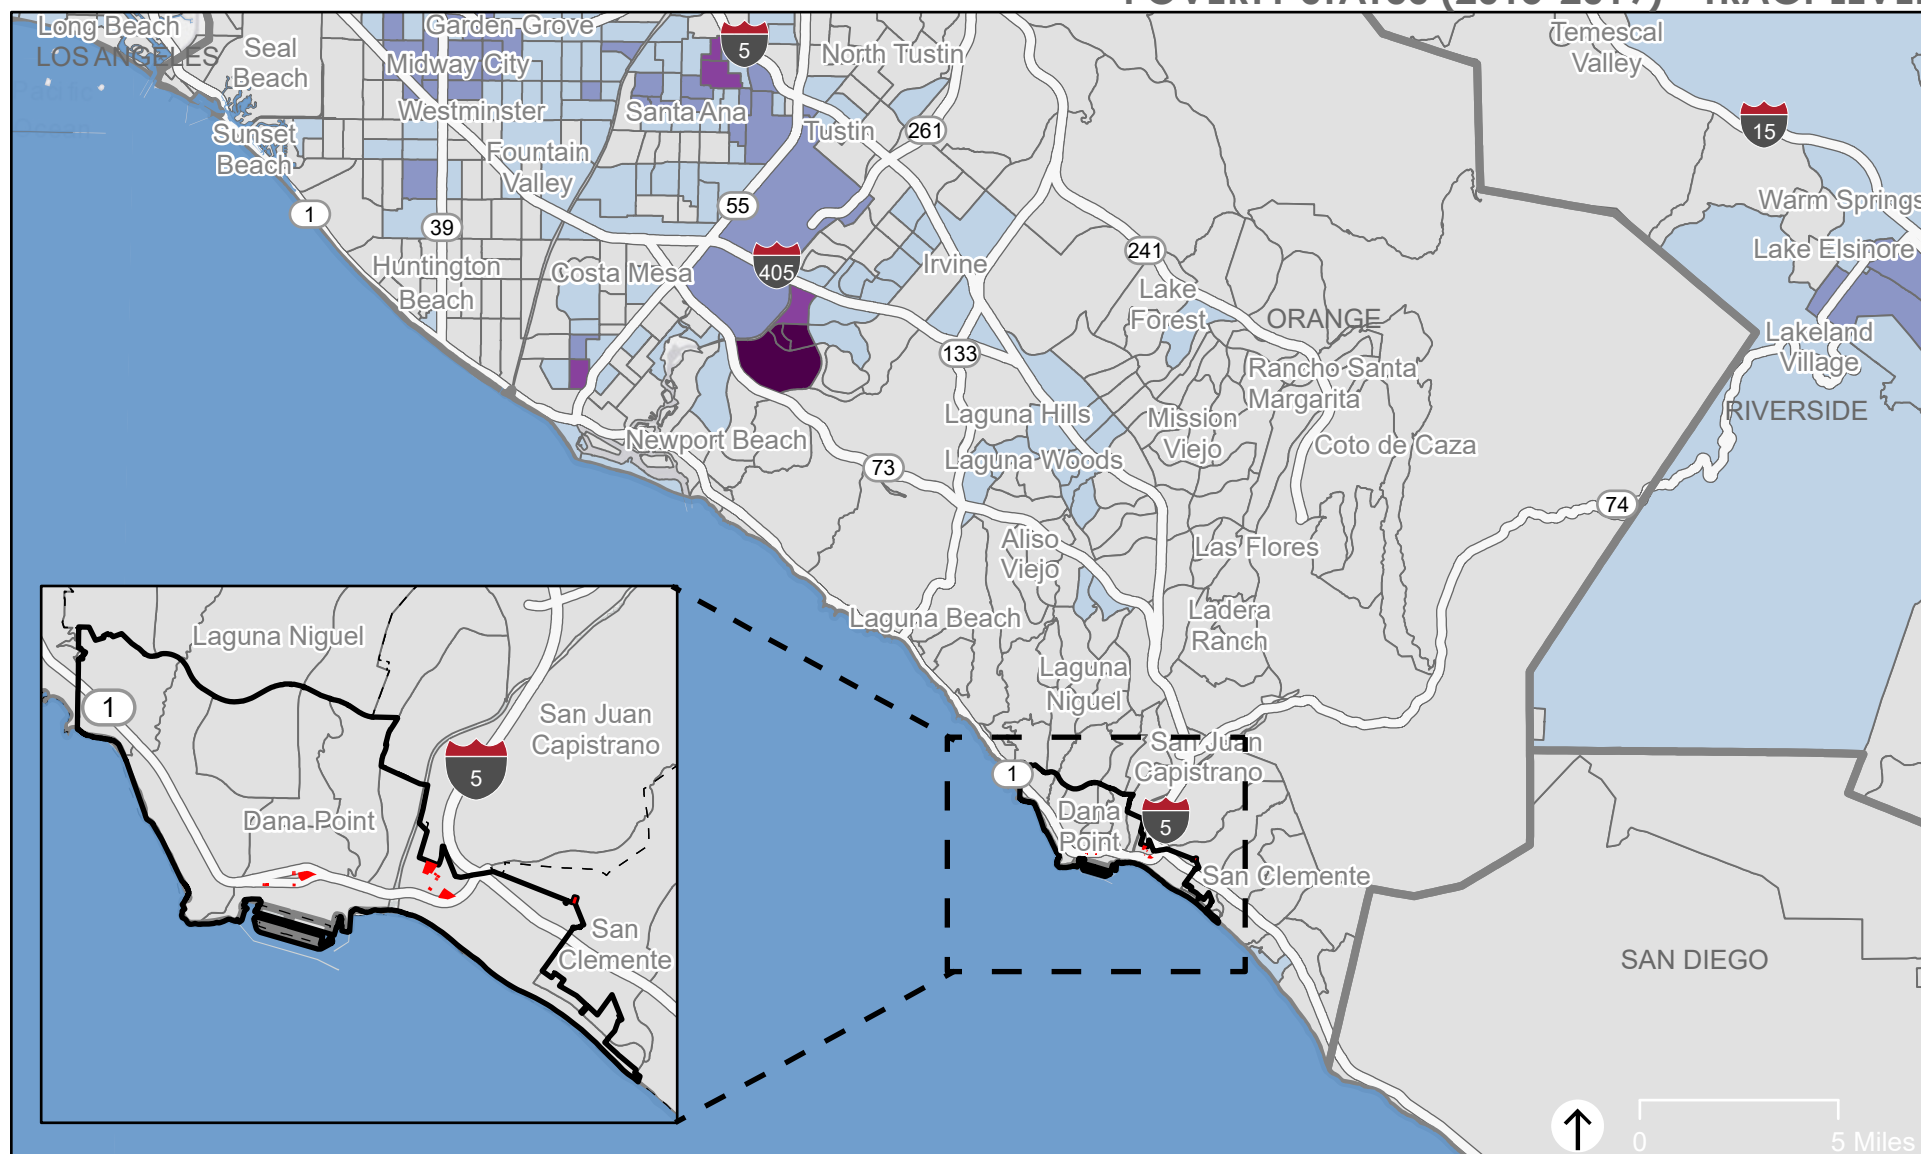 Long Beach
LOS ANGELES
Seal
Beach
Garden Grove
Midway City
Westminster
5
North Tustin
Santa Ana
Tustin
261
Temescal
Valley
15
Pacific
Ocean
Sunset
Beach
Fountain
Valley
1
39
55
Warm Springs
Lake Elsinore
Huntington
Beach
Costa Mesa
405
Irvine
241
Lake
Forest
ORANGE
Lakeland
Village
133
Rancho Santa
Margarita
RIVERSIDE
Laguna Hills
Mission
Viejo
Newport Beach
Coto de Caza
73
Laguna Woods
74
Aliso
Viejo
Las Flores
Laguna Beach
Ladera
Ranch
Laguna
Niguel
San Juan
Capistrano
1
Dana
Point
5
San Clemente
SAN DIEGO
Laguna Niguel
1
San Juan
Capistrano
5
Dana Point
San
Clemente
0
5 Miles